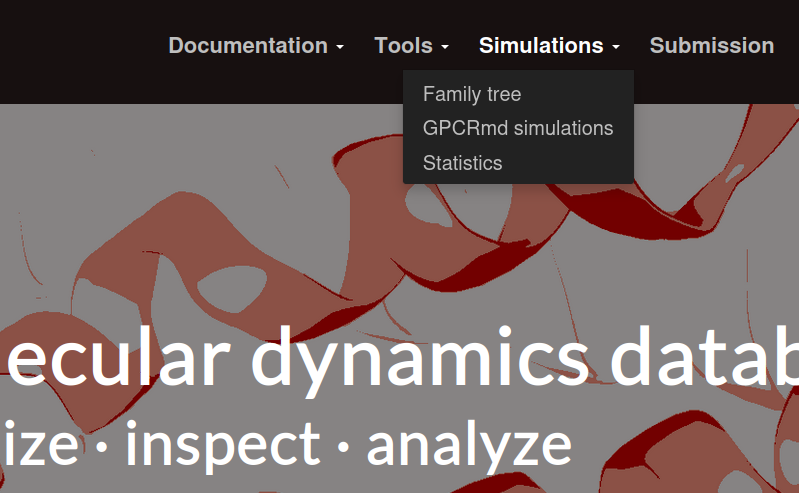 Documentation Tools Simulations Submission
Family tree
GPCRmd simulations
Statistics
ecular dynamics datab
ize · inspect · analyze